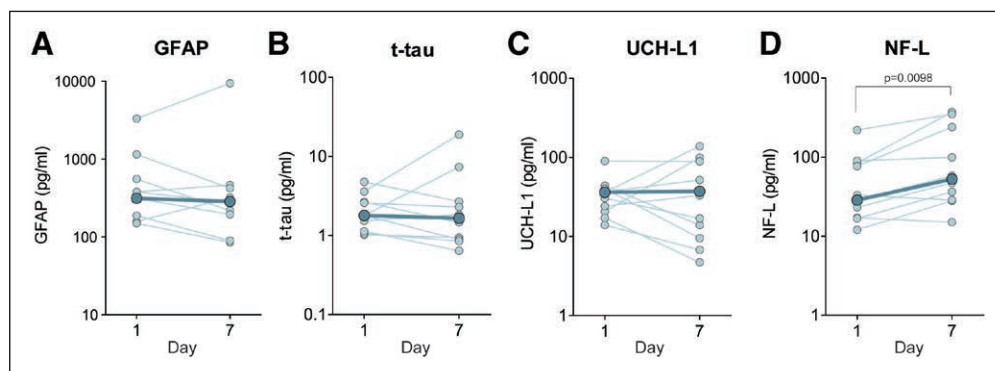 A GFAP
GFAP (pg/ml)
10000
1000
100
10
1 7
Day
B t-tau
t-tau (pg/ml)
100
10
1
0.1
1 7
Day
C UCH-L1
UCH-L1 (pg/ml)
1000
100
10
1
1 7
Day
D NF-L
NF-L (pg/ml)
1000
100
10
1
p=0.0098
1 7
Day